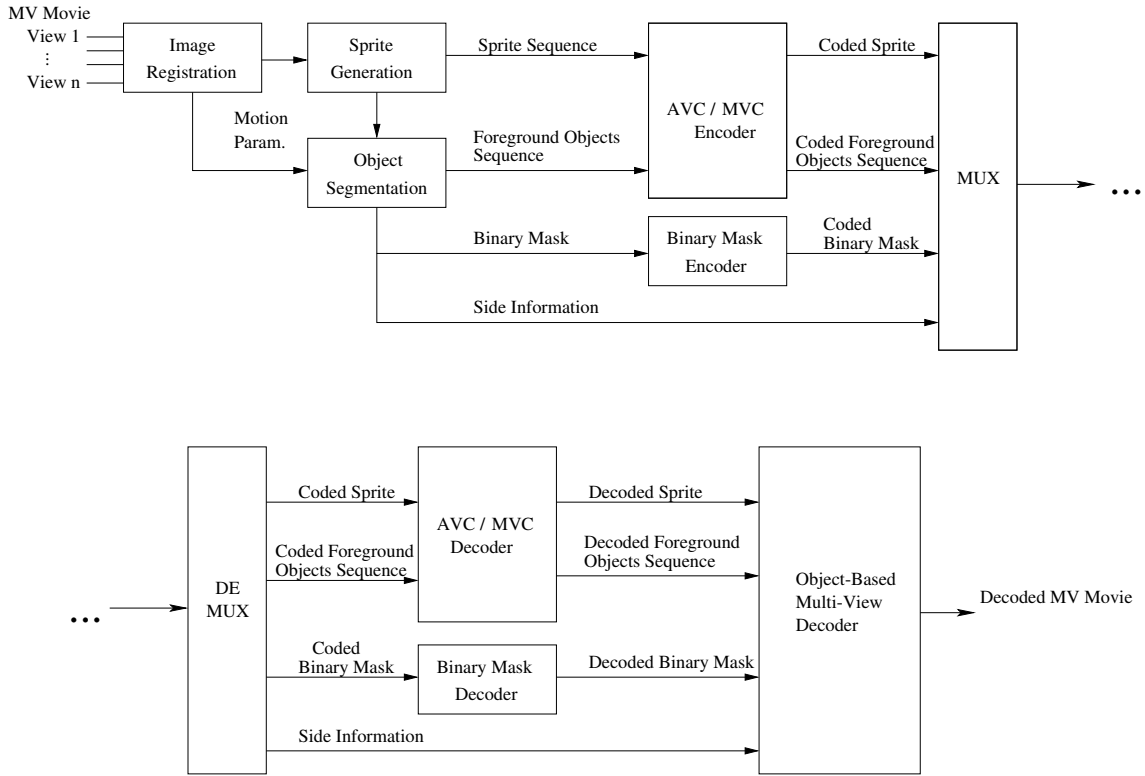 MV Movie
View 1
⋮
View n
Image
Registration
Sprite
Generation
Sprite Sequence
AVC / MVC
Encoder
Coded Sprite
Motion
Param.
Object
Segmentation
Foreground Objects
Sequence
Coded Foreground
Objects Sequence
MUX
...
Binary Mask
Binary Mask
Encoder
Coded
Binary Mask
Side Information
...
DE
MUX
Coded Sprite
AVC / MVC
Decoder
Decoded Sprite
Coded Foreground
Objects Sequence
Decoded Foreground
Objects Sequence
Object-Based
Multi-View
Decoder
Decoded MV Movie
Coded
Binary Mask
Binary Mask
Decoder
Decoded Binary Mask
Side Information